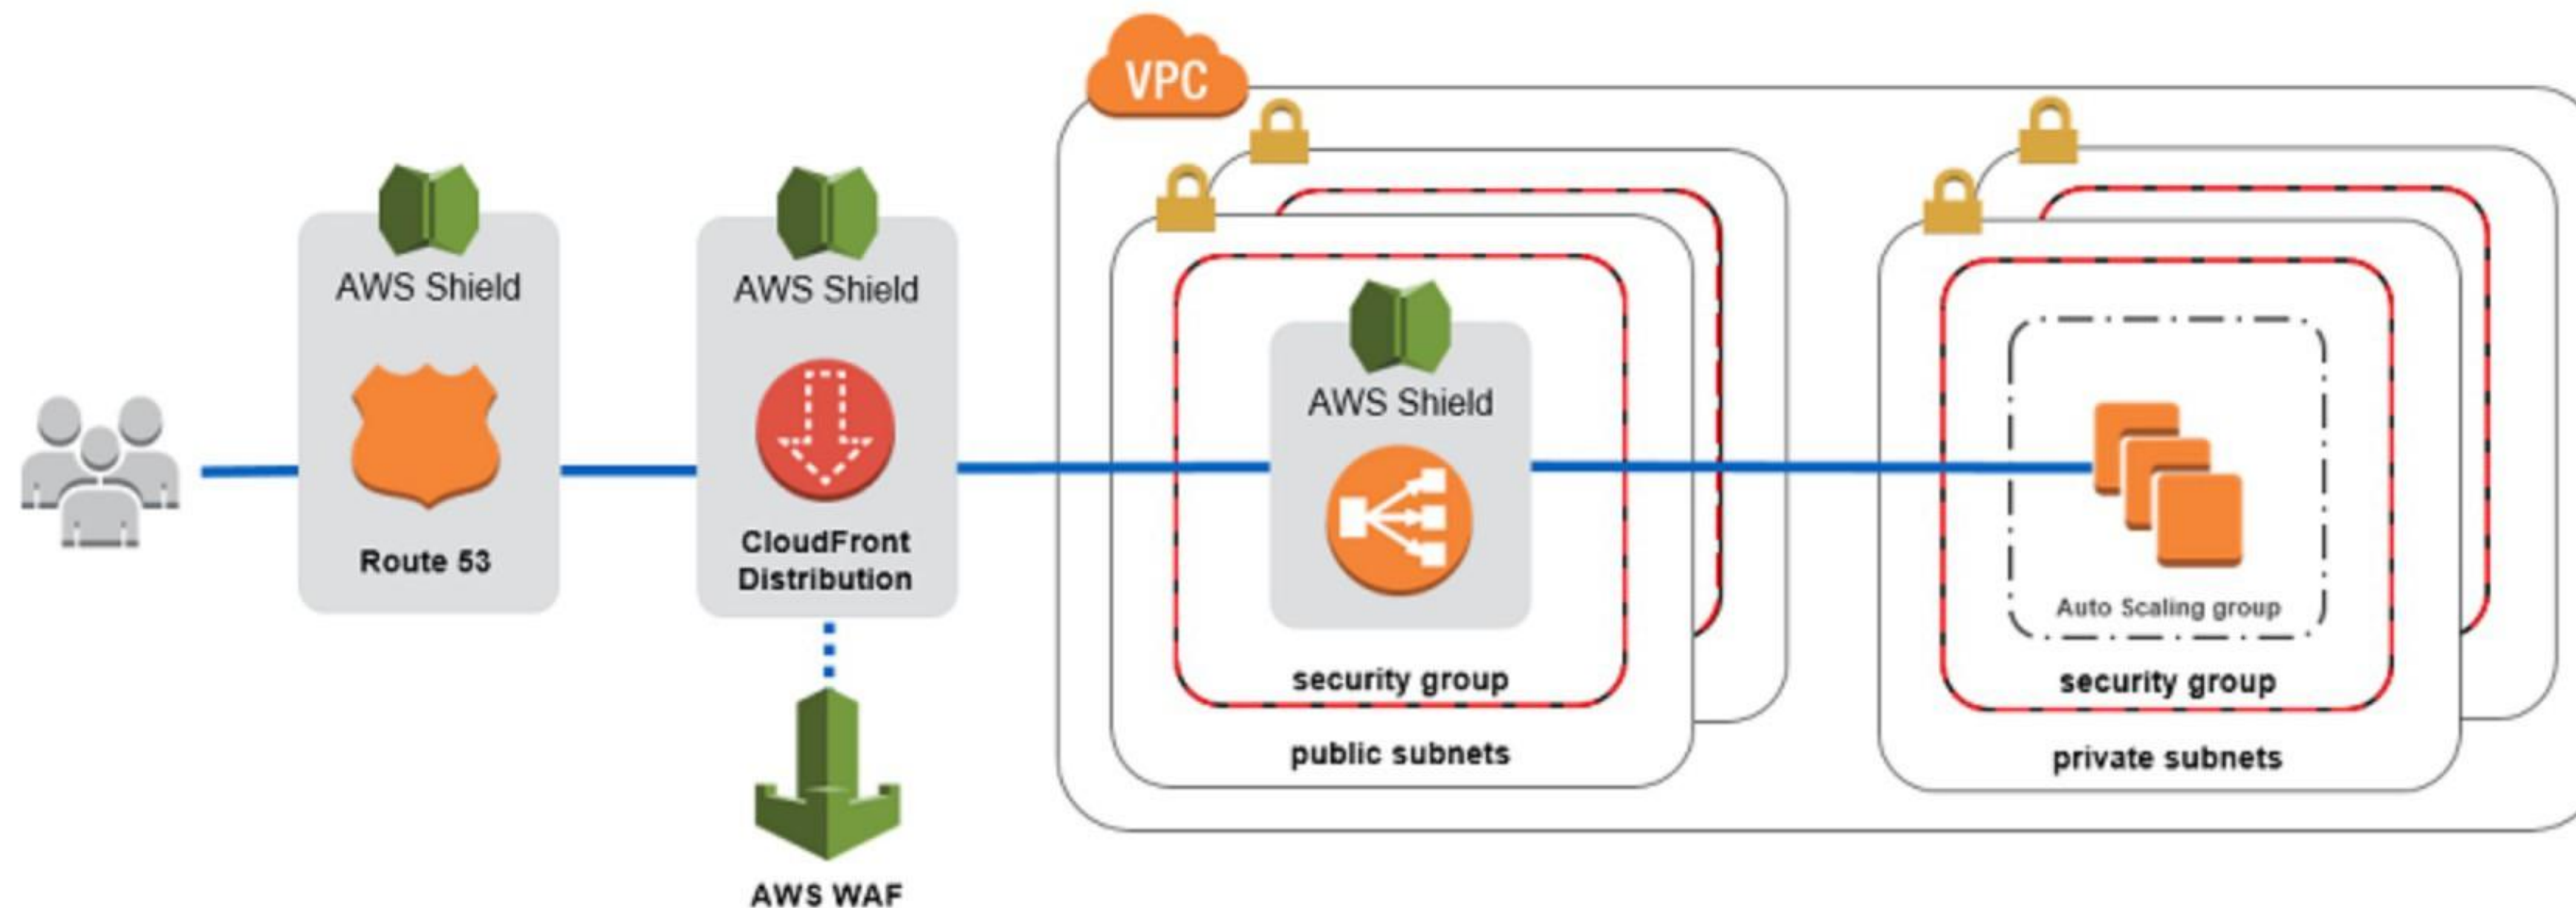 VPC
AWS Shield
Route 53
AWS Shield
CloudFront
Distribution
AWS WAF
AWS Shield
security group
public subnets
Auto Scaling group
security group
private subnets